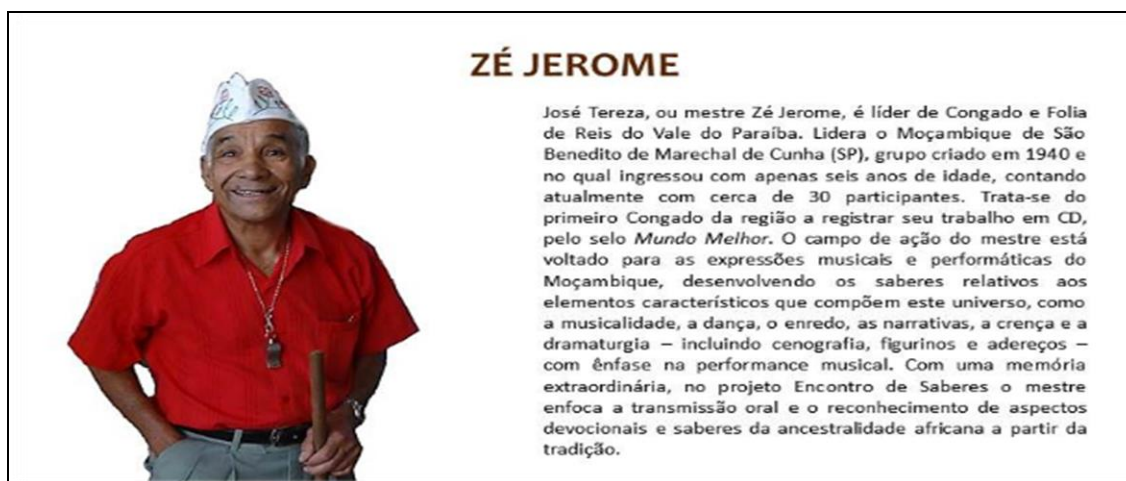 ZÉ JEROME
José Tereza, ou mestre Zé Jerome, é líder de Congado e Folia
de Reis do Vale do Paraíba. Lidera o Moçambique de São
Benedito de Marechal de Cunha (SP), grupo criado em 1940 e
no qual ingressou com apenas seis anos de idade, contando
atualmente com cerca de 30 participantes. Trata-se do
primeiro Congado da região a registrar seu trabalho em CD,
pelo selo Mundo Melhor. O campo de ação do mestre está
voltado para as expressões musicais e performáticas do
Moçambique, desenvolvendo os saberes relativos aos
elementos característicos que compõem este universo, como
a musicalidade, a dança, o enredo, as narrativas, a crença e a
dramaturgia – incluindo cenografia, figurinos e adereços –
com ênfase na performance musical. Com uma memória
extraordinária, no projeto Encontro de Saberes o mestre
enfoca a transmissão oral e o reconhecimento de aspectos
devocionais e saberes da ancestralidade africana a partir da
tradição.